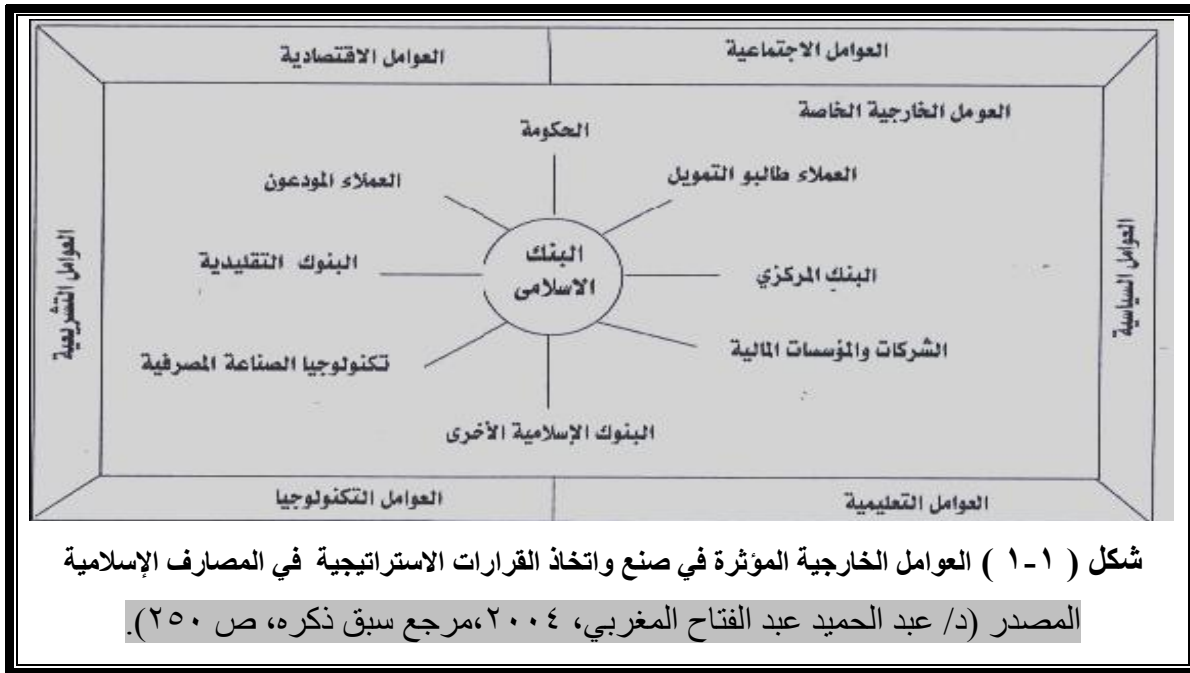 العوامل الاجتماعية
العوامل الاقتصادية
العومل الخارجية الخاصة
الحكومة
العملاء طالبو التمويل
العملاء المودعون
العوامل السياسية
العوامل التشريعية
البنك
الاسلامى
البنك المركزي
البنوك التقليدية
الشركات والمؤسسات المالية
تكنولوجيا الصناعة المصرفية
البنوك الإسلامية الأخرى
العوامل التعليمية
العوامل التكنولوجيا
شكل ( ١-١ ) العوامل الخارجية المؤثرة في صنع واتخاذ القرارات الاستراتيجية في المصارف الإسلامية
المصدر (د/ عبد الحميد عبد الفتاح المغربي، ٢٠٠٤،مرجع سبق ذكره، ص ٢٥٠).